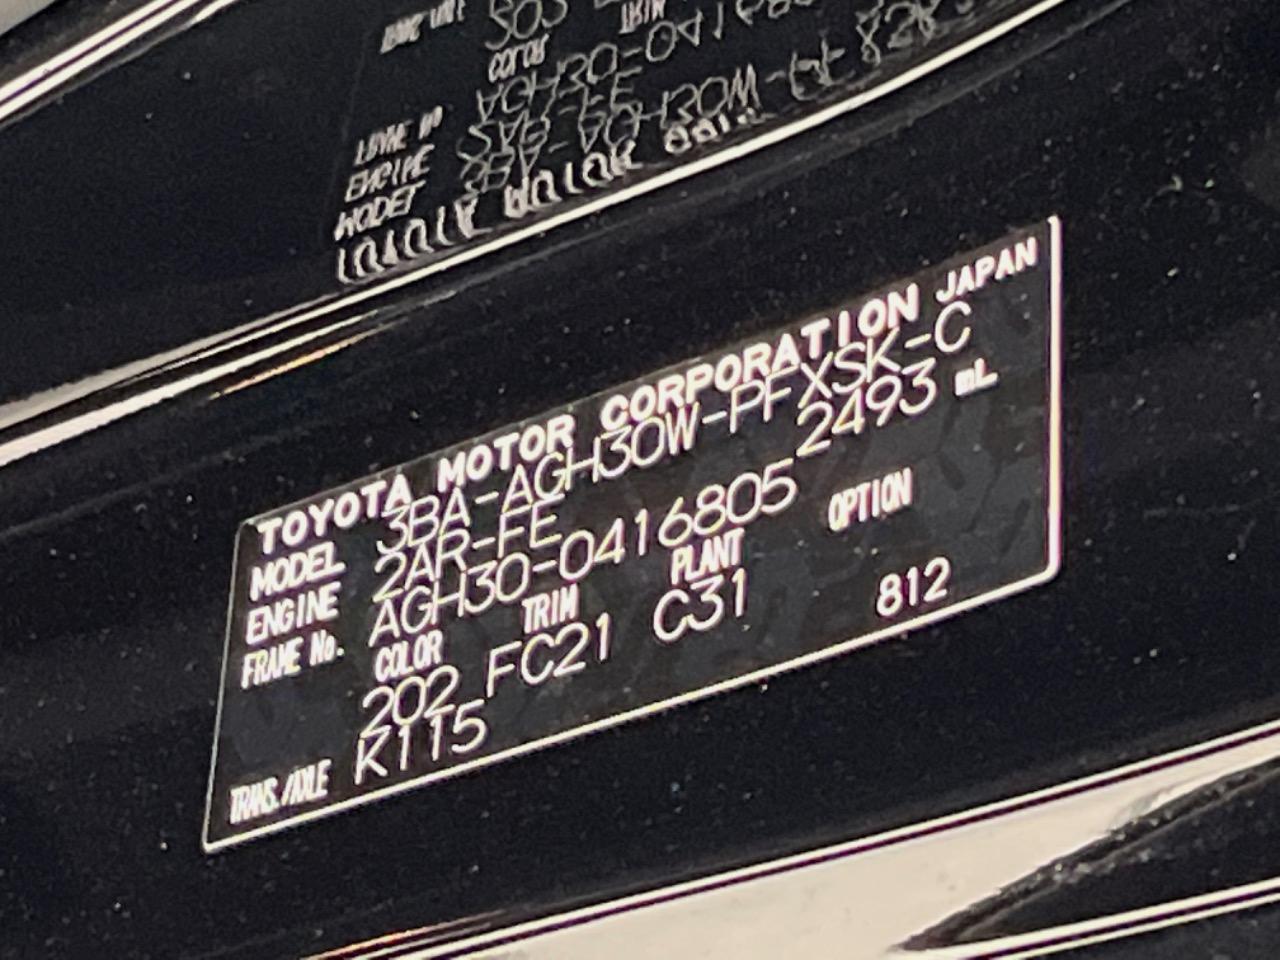 TOYOTA MOTOR CORPORATION JAPAN
MODEL 3BA-AGH30W-PFXSK-C
ENGINE 2AR-FE 2493 mL
FRAME No. AGH30-0416805
COLOR TRIM PLANT OPTION
202 FC21 C31 812
TRANS./AXLE K115